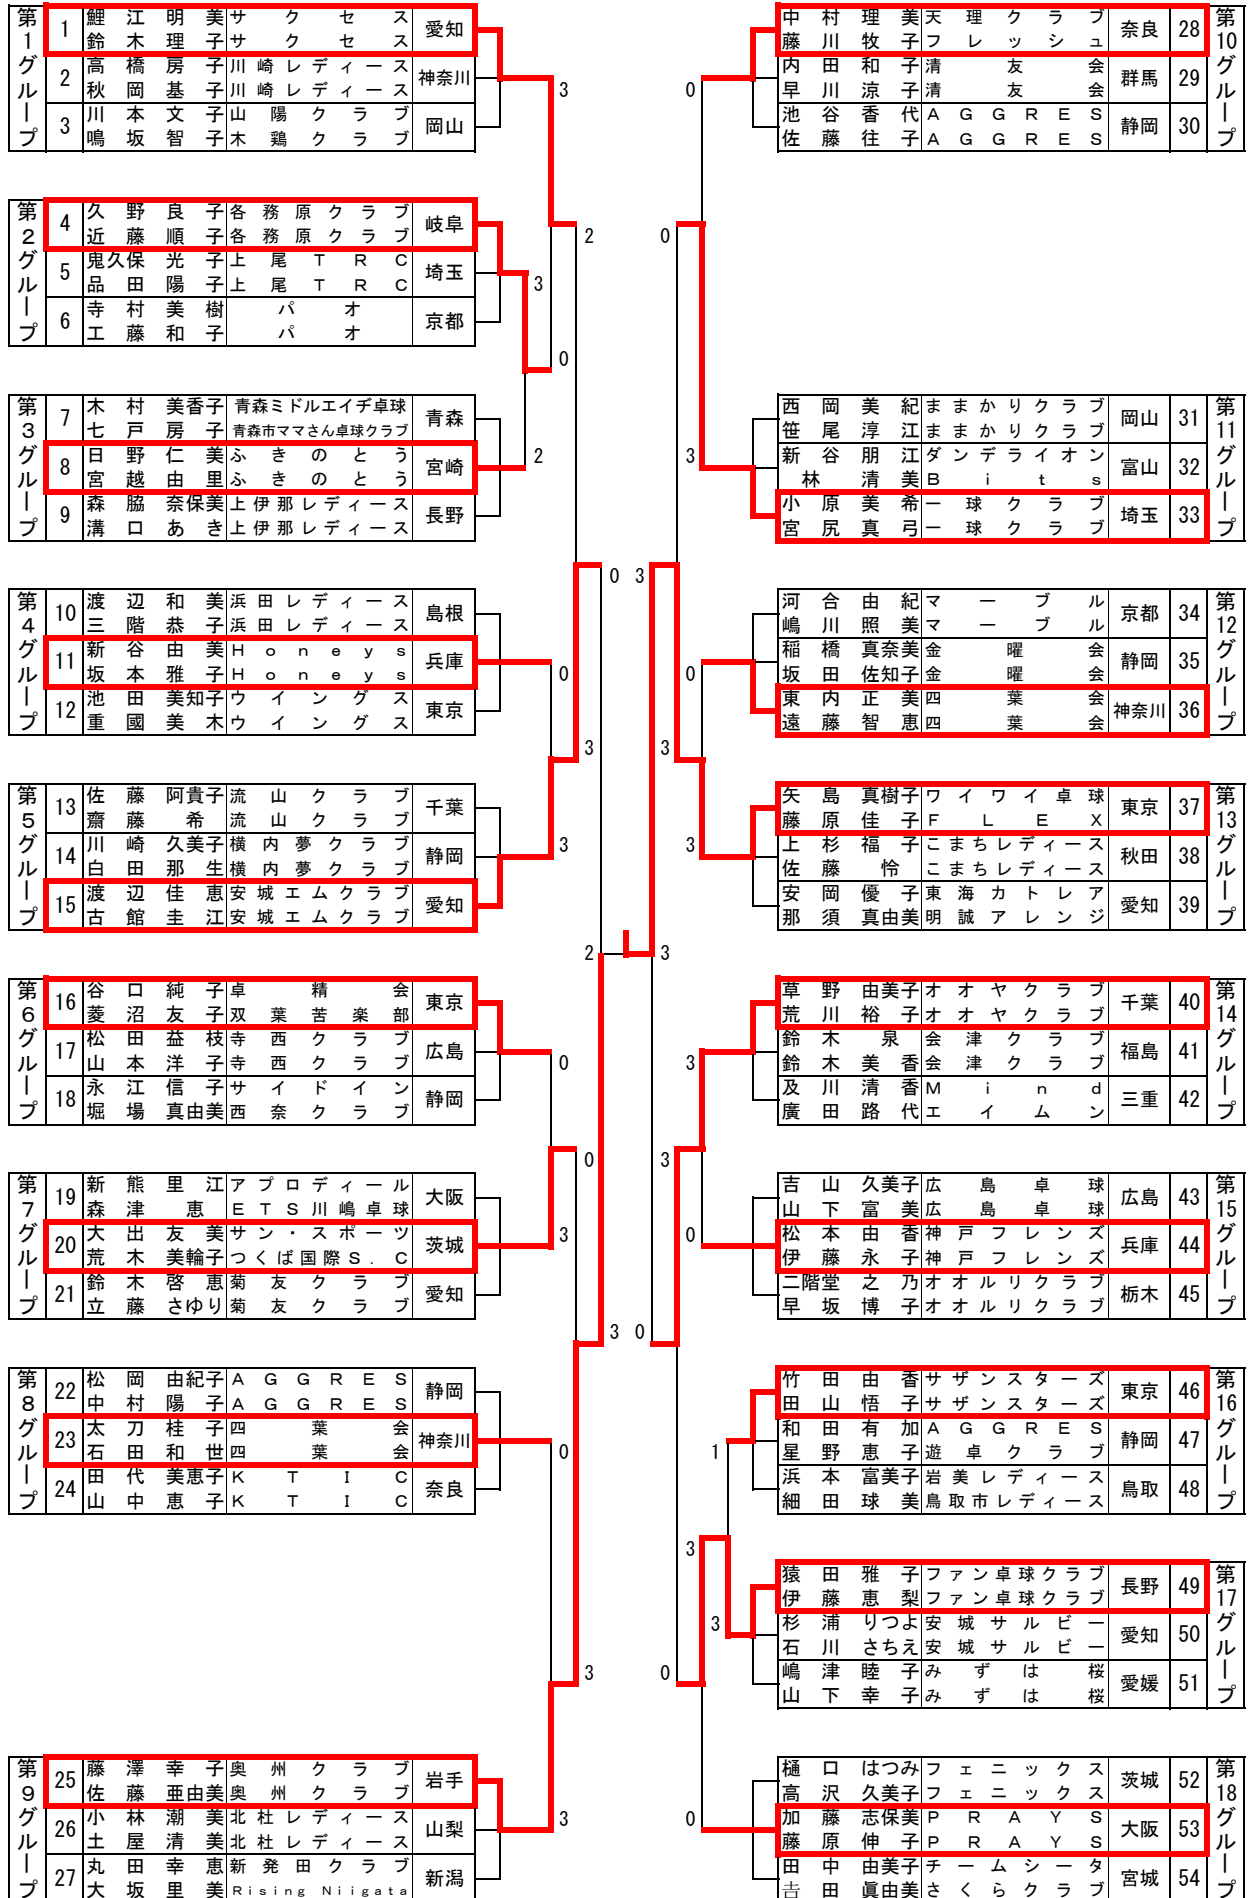 第1グループ
1 鯉江明美 サクセス 愛知
鈴木理子 サクセス
2 高橋房子 川崎レディース 神奈川
秋岡基子 川崎レディース
3 川本文子 山陽クラブ 岡山
鳴坂智子 木鶏クラブ
3
第2グループ
4 久野良子 各務原クラブ 岐阜
近藤順子 各務原クラブ
5 鬼久保光子 上尾TRC 埼玉
品田陽子 上尾TRC
6 寺村美樹 パオ 京都
工藤和子 パオ
2
3
0
第3グループ
7 木村美香子 青森ミドルエイヂ卓球 青森
七戸房子 青森市ママさん卓球クラブ
8 日野仁美 ふきのとう 宮崎
宮越由里 ふきのとう
9 森脇奈保美 上伊那レディース 長野
溝口あき 上伊那レディース
2
0
第4グループ
10 渡辺和美 浜田レディース 島根
三階恭子 浜田レディース
11 新谷由美 Honeys 兵庫
坂本雅子 Honeys
12 池田美知子 ウイングス 東京
重國美木 ウイングス
0
3
第5グループ
13 佐藤阿貴子 流山クラブ 千葉
齋藤希 流山クラブ
14 川崎久美子 横内夢クラブ 静岡
白田那生 横内夢クラブ
15 渡辺佳恵 安城エムクラブ 愛知
古館圭江 安城エムクラブ
3
2
第6グループ
16 谷口純子 卓精会 東京
菱沼友子 双葉苦楽部
17 松田益枝 寺西クラブ 広島
山本洋子 寺西クラブ
18 永江信子 サイドイン 静岡
堀場真由美 西奈クラブ
0
0
第7グループ
19 新熊里江 アプロディール 大阪
森津恵 ETS川嶋卓球
20 大出友美 サン・スポーツ 茨城
荒木美輪子 つくば国際S.C
21 鈴木啓恵 菊友クラブ 愛知
立藤さゆり 菊友クラブ
3
3
第8グループ
22 松岡由紀子 AGGRES 静岡
中村陽子 AGGRES
23 太刀桂子 四葉会 神奈川
石田和世 四葉会
24 田代美恵子 KTIC 奈良
山中恵子 KTIC
0
3
第9グループ
25 藤澤幸子 奥州クラブ 岩手
佐藤亜由美 奥州クラブ
26 小林潮美 北杜レディース 山梨
土屋清美 北杜レディース
27 丸田幸恵 新発田クラブ 新潟
大坂里美 Rising Niigata
3
第10グループ
中村理美 天理クラブ 奈良 28
藤川牧子 フレッシュ
内田和子 清友会 群馬 29
早川涼子 清友会
池谷香代 AGGRES 静岡 30
佐藤往子 AGGRES
0
0
第11グループ
西岡美紀 ままかりクラブ 岡山 31
笹尾淳江 ままかりクラブ
新谷朋江 ダンデライオン 富山 32
林清美 Bits
小原美希 一球クラブ 埼玉 33
宮尻真弓 一球クラブ
3
3
第12グループ
河合由紀 マーブル 京都 34
嶋川照美 マーブル
稲橋真奈美 金曜会 静岡 35
坂田佐知子 金曜会
東内正美 四葉会 神奈川 36
遠藤智恵 四葉会
0
3
第13グループ
矢島真樹子 ワイワイ卓球 東京 37
藤原佳子 FLEX
上杉福子 こまちレディース 秋田 38
佐藤怜 こまちレディース
安岡優子 東海カトレア 愛知 39
那須真由美 明誠アレンジ
3
3
第14グループ
草野由美子 オオヤクラブ 千葉 40
荒川裕子 オオヤクラブ
鈴木泉 会津クラブ 福島 41
鈴木美香 会津クラブ
及川清香 Mind 三重 42
廣田路代 エイムン
3
3
第15グループ
吉山久美子 広島卓球 広島 43
山下富美 広島卓球
松本由香 神戸フレンズ 兵庫 44
伊藤永子 神戸フレンズ
二階堂之乃 オオルリクラブ 栃木 45
早坂博子 オオルリクラブ
0
0
第16グループ
竹田由香 サザンスターズ 東京 46
田山悟子 サザンスターズ
和田有加 AGGRES 静岡 47
星野恵子 遊卓クラブ
浜本富美子 岩美レディース 鳥取 48
細田球美 鳥取市レディース
1
3
第17グループ
猿田雅子 ファン卓球クラブ 長野 49
伊藤恵梨 ファン卓球クラブ
杉浦りつよ 安城サルビー 愛知 50
石川さちえ 安城サルビー
嶋津睦子 みずほ桜 愛媛 51
山下幸子 みずほ桜
3
0
第18グループ
樋口はつみ フェニックス 茨城 52
高沢久美子 フェニックス
加藤志保美 PRAYS 大阪 53
藤原伸子 PRAYS
田中由美子 チームシータ 宮城 54
吉田眞由美 さくらクラブ
0